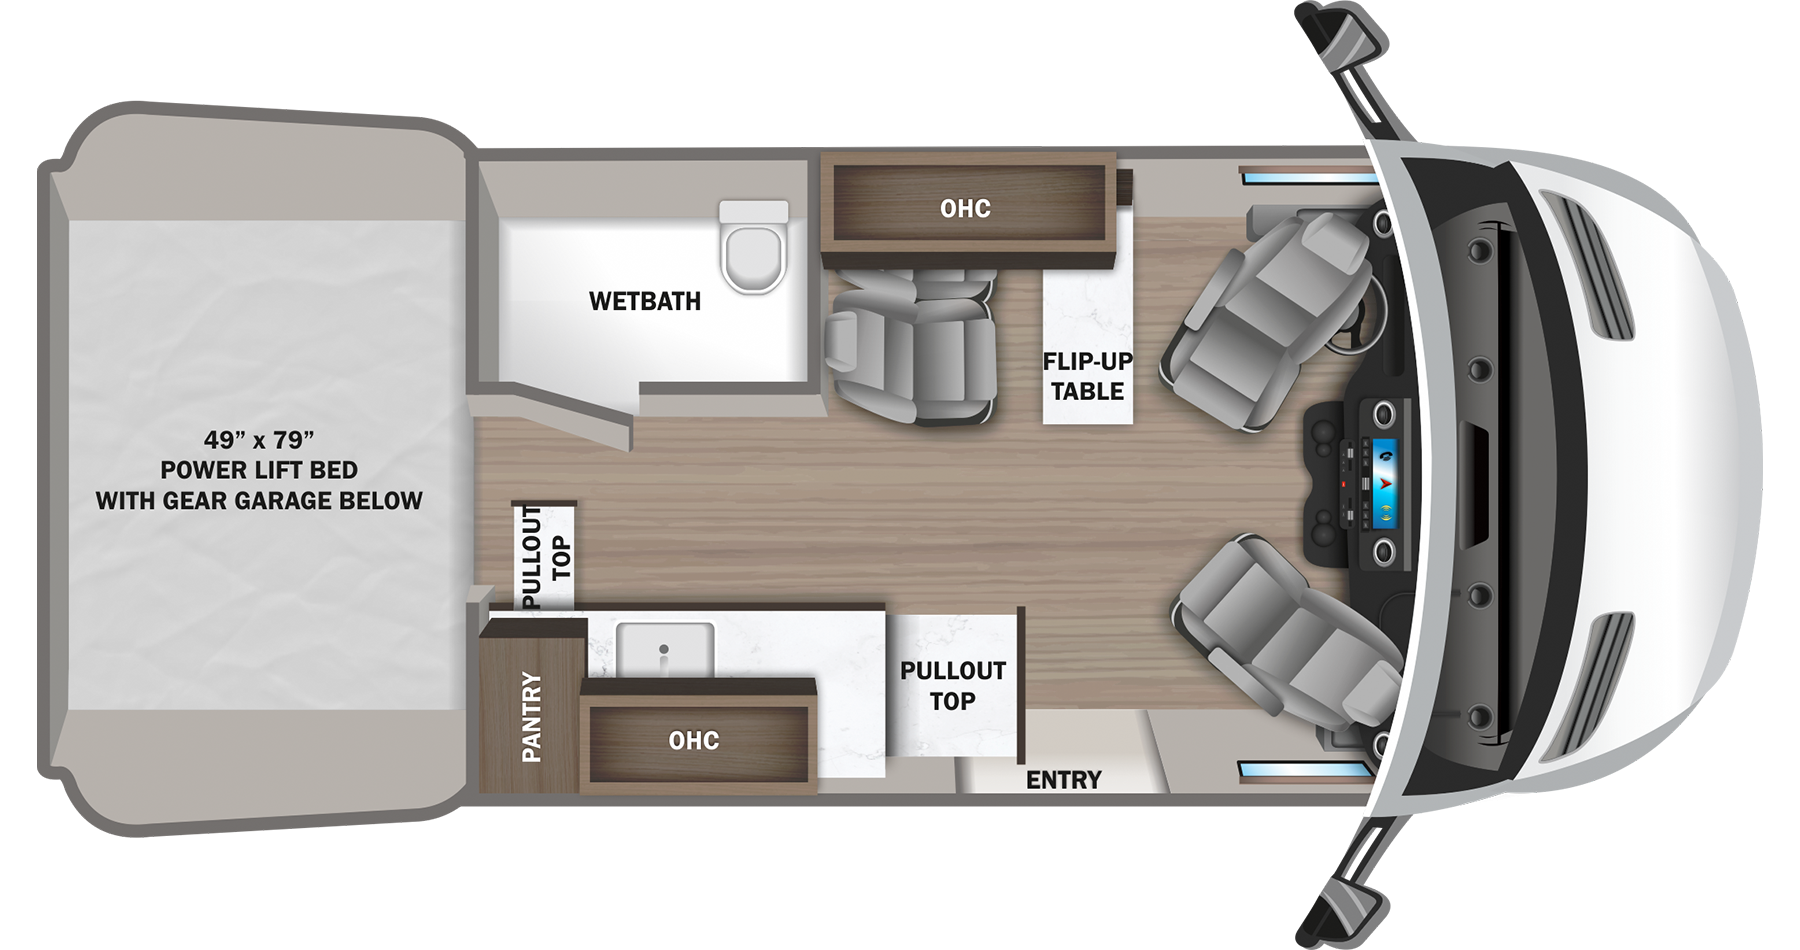 OHC
WETBATH
FLIP-UP
TABLE
49” x 79”
POWER LIFT BED
WITH GEAR GARAGE BELOW
PULLOUT
TOP
PANTRY
OHC
PULLOUT
TOP
ENTRY